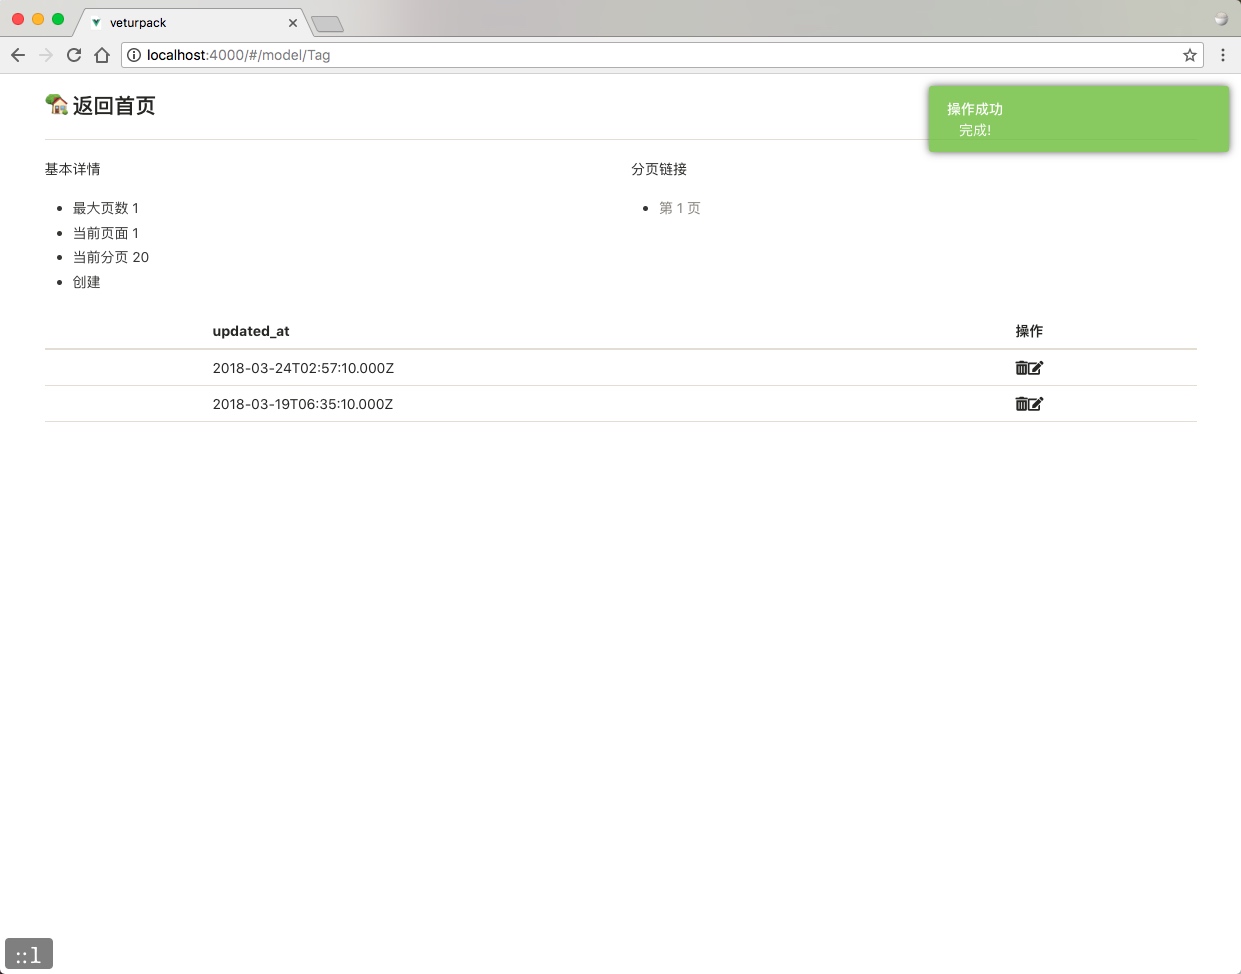 veturpack
localhost:4000/#/model/Tag
返回首页
操作成功
完成!
基本详情
最大页数 1
当前页面 1
当前分页 20
创建
分页链接
第 1 页
updated_at 操作
2018-03-24T02:57:10.000Z
2018-03-19T06:35:10.000Z
::1